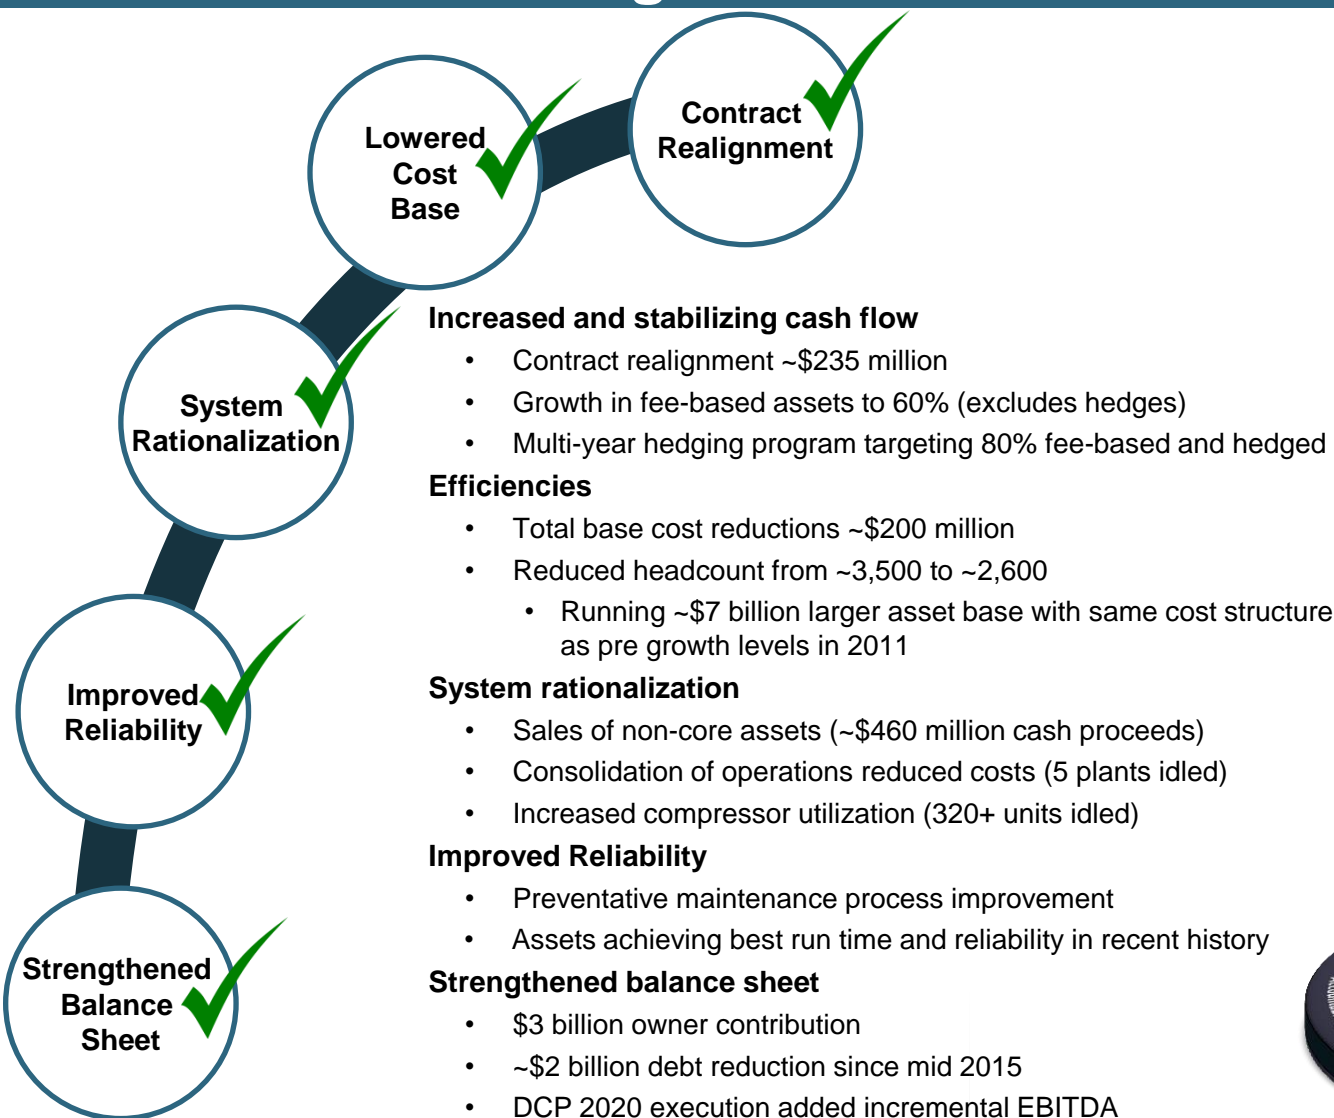 Contract
Realignment
Lowered
Cost
Base
System
Rationalization
Improved
Reliability
Strengthened
Balance
Sheet
Increased and stabilizing cash flow
• Contract realignment ~$235 million
• Growth in fee-based assets to 60% (excludes hedges)
• Multi-year hedging program targeting 80% fee-based and hedged
Efficiencies
• Total base cost reductions ~$200 million
• Reduced headcount from ~3,500 to ~2,600
• Running ~$7 billion larger asset base with same cost structure
as pre growth levels in 2011
System rationalization
• Sales of non-core assets (~$460 million cash proceeds)
• Consolidation of operations reduced costs (5 plants idled)
• Increased compressor utilization (320+ units idled)
Improved Reliability
• Preventative maintenance process improvement
• Assets achieving best run time and reliability in recent history
Strengthened balance sheet
• $3 billion owner contribution
• ~$2 billion debt reduction since mid 2015
• DCP 2020 execution added incremental EBITDA